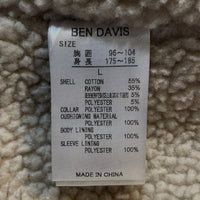 BEN DAVIS
SIZE
胸囲 96~104
身長 175~185
L
SHELL COTTON 55%
RAYON 35%
POLYESTER 5%
COLLAR POLYESTER 100%
CUSHIONING MATERIAL
POLYESTER 100%
BODY LINING
POLYESTER 100%
SLEEVE LINING
POLYESTER 100%
MADE IN CHINA